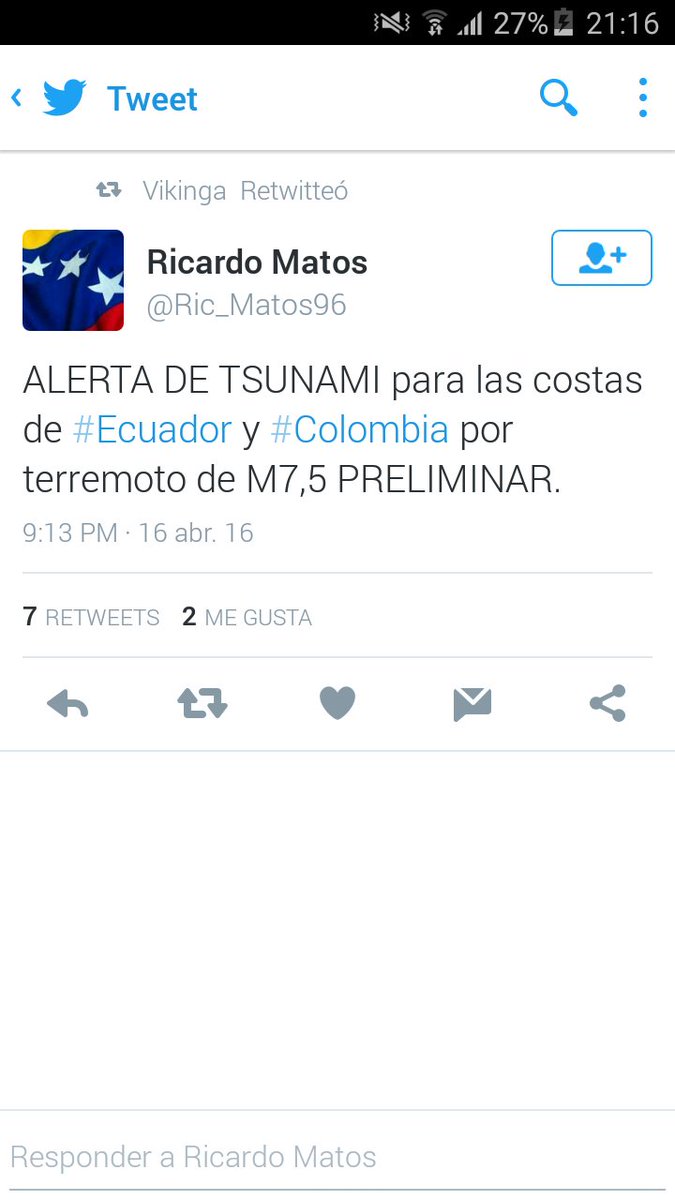 27% 21:16
Tweet
Vikinga Retwitteó
Ricardo Matos
@Ric_Matos96
ALERTA DE TSUNAMI para las costas
de #Ecuador y #Colombia por
terremoto de M7,5 PRELIMINAR.
9:13 PM · 16 abr. 16
7 RETWEETS 2 ME GUSTA
Responder a Ricardo Matos